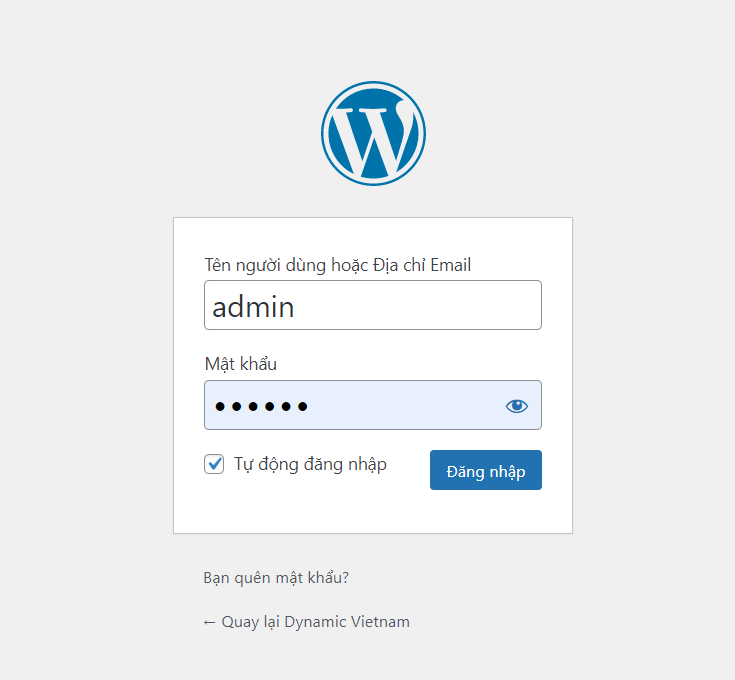 Tên người dùng hoặc Địa chỉ Email
admin
Mật khẩu
••••••
Tự động đăng nhập
Đăng nhập
Bạn quên mật khẩu?
← Quay lại Dynamic Vietnam